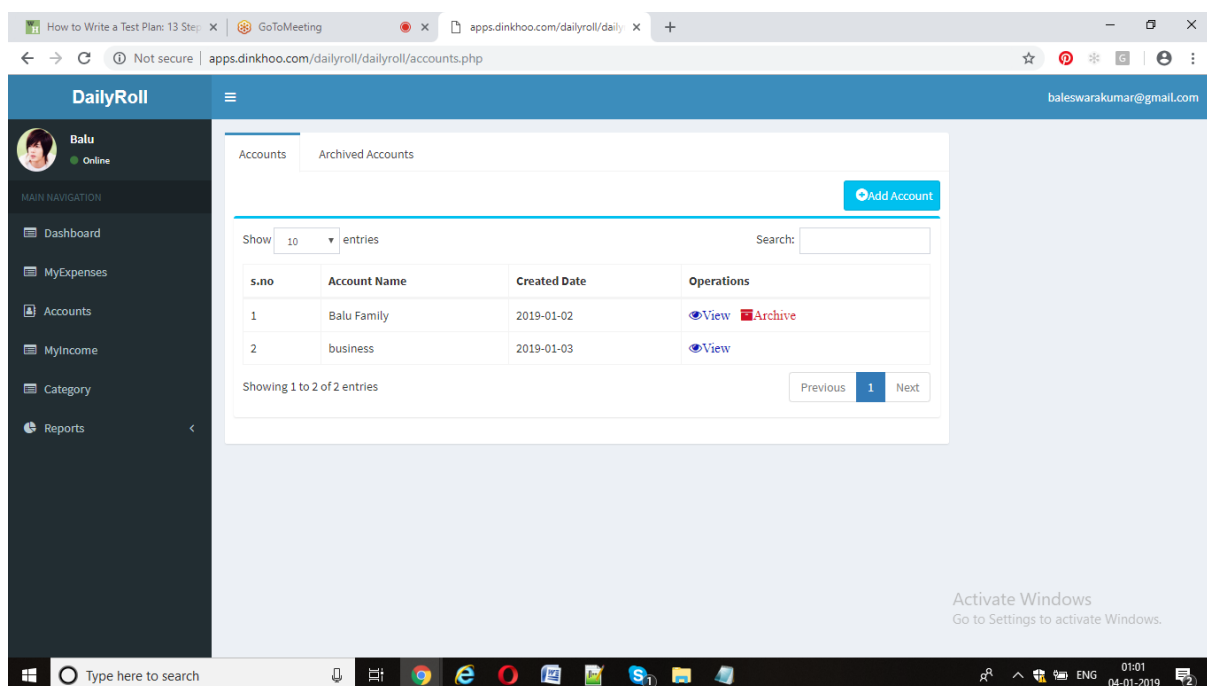 How to Write a Test Plan: 13 Step
GoToMeeting
apps.dinkhoo.com/dailyroll/daily
Not secure apps.dinkhoo.com/dailyroll/dailyroll/accounts.php
G
DailyRoll
baleswarakumar@gmail.com
Balu
Online
MAIN NAVIGATION
Dashboard
MyExpenses
Accounts
MyIncome
Category
Reports
Accounts Archived Accounts
Add Account
Show 10 entries Search:
s.no Account Name Created Date Operations
1 Balu Family 2019-01-02 View Archive
2 business 2019-01-03 View
Showing 1 to 2 of 2 entries Previous 1 Next
Activate Windows
Go to Settings to activate Windows.
Type here to search
ENG
01:01
04-01-2019